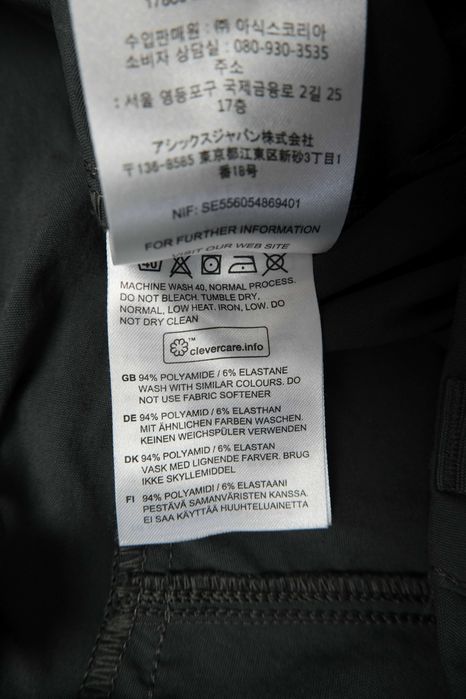 수입판매원 : ㈜ 아식스코리아
소비자 상담실 : 080-930-3535
주소
: 서울 영등포구 국제금융로 2길 25
17층
アシックスジャパン株式会社
〒136-8585 東京都江東区新砂3丁目1
番18号
NIF: SE556054869401
FOR FURTHER INFORMATION
VISIT OUR WEB SITE
40
MACHINE WASH 40, NORMAL PROCESS.
DO NOT BLEACH. TUMBLE DRY,
NORMAL, LOW HEAT. IRON, LOW. DO
NOT DRY CLEAN
™
clevercare.info
GB 94% POLYAMIDE / 6% ELASTANE
WASH WITH SIMILAR COLOURS. DO
NOT USE FABRIC SOFTENER
DE 94% POLYAMID / 6% ELASTHAN
MIT ÄHNLICHEN FARBEN WASCHEN.
KEINEN WEICHSPÜLER VERWENDEN
DK 94% POLYAMID / 6% ELASTAN
VASK MED LIGNENDE FARVER. BRUG
IKKE SKYLLEMIDDEL
FI 94% POLYAMIDI / 6% ELASTAANI
PESTÄVÄ SAMANVÄRISTEN KANSSA.
EI SAA KÄYTTÄÄ HUUHTELUAINETTA